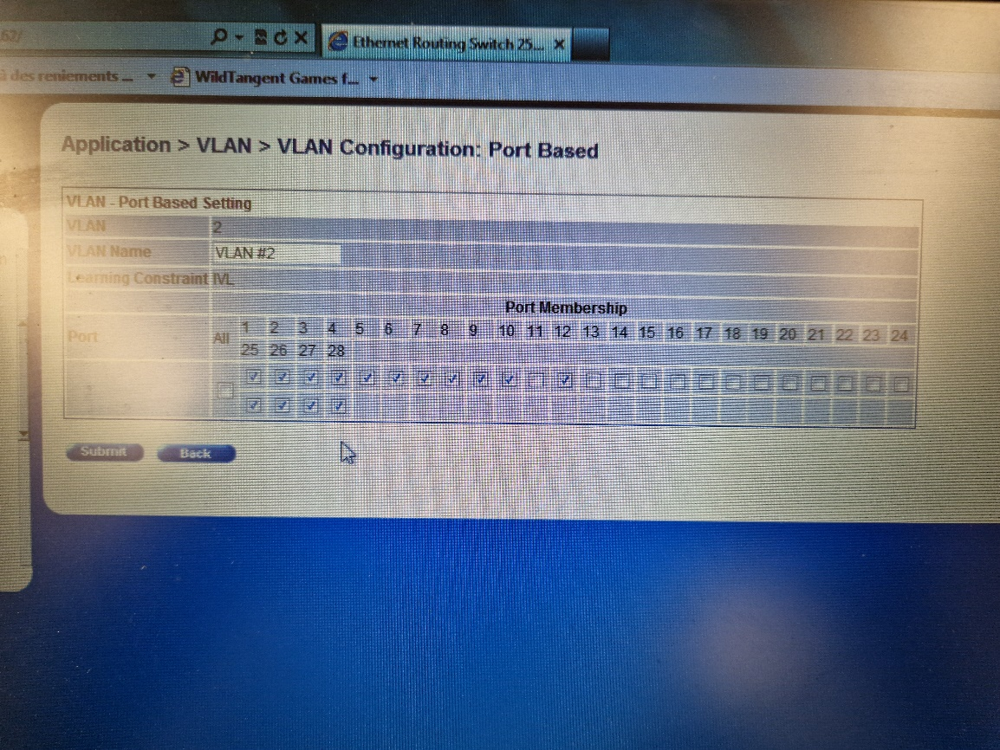 62/
Ethernet Routing Switch 25...
à des reniements ...
WildTangent Games f...
Application > VLAN > VLAN Configuration: Port Based
VLAN - Port Based Setting
VLAN 2
VLAN Name VLAN #2
Learning Constraint IVL
Port Membership
Port All 1 2 3 4 5 6 7 8 9 10 11 12 13 14 15 16 17 18 19 20 21 22 23 24
25 26 27 28
Submit Back